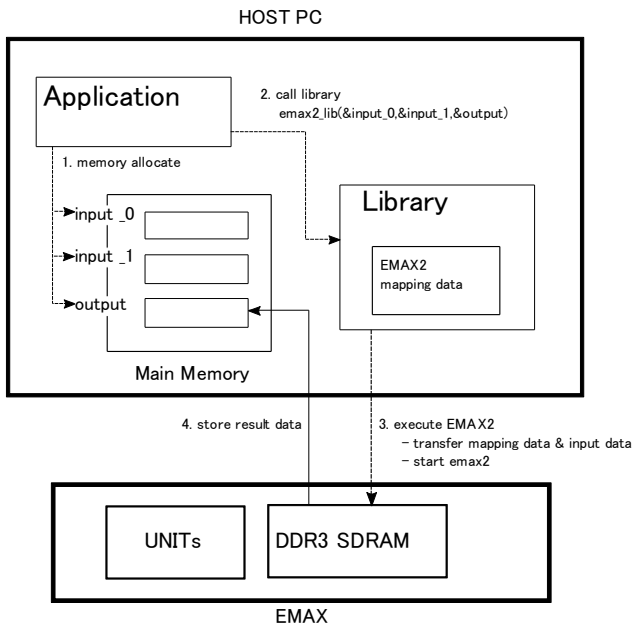 HOST PC
Application
2. call library
emax2_lib(&input_0,&input_1,&output)
1. memory allocate
input _0
input _1
output
Library
EMAX2
mapping data
Main Memory
4. store result data
3. execute EMAX2
- transfer mapping data & input data
- start emax2
UNITs
DDR3 SDRAM
EMAX